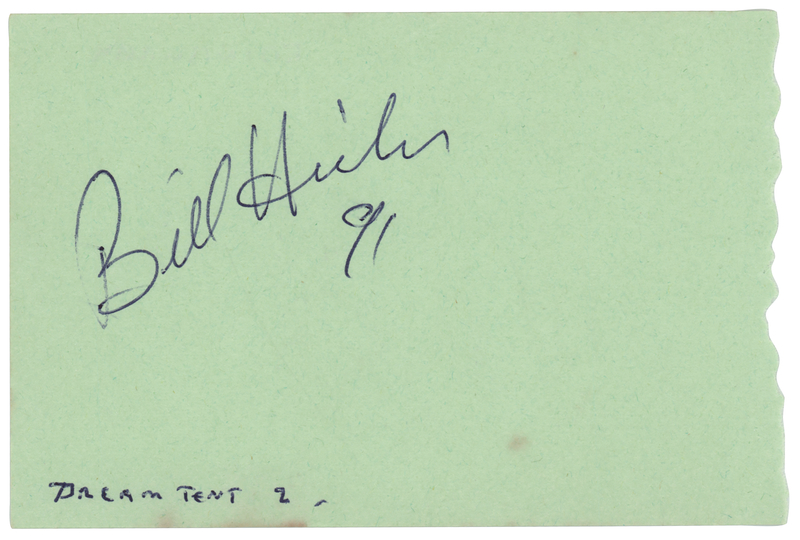 Bill Hicks
91
DREAM TENT 2.